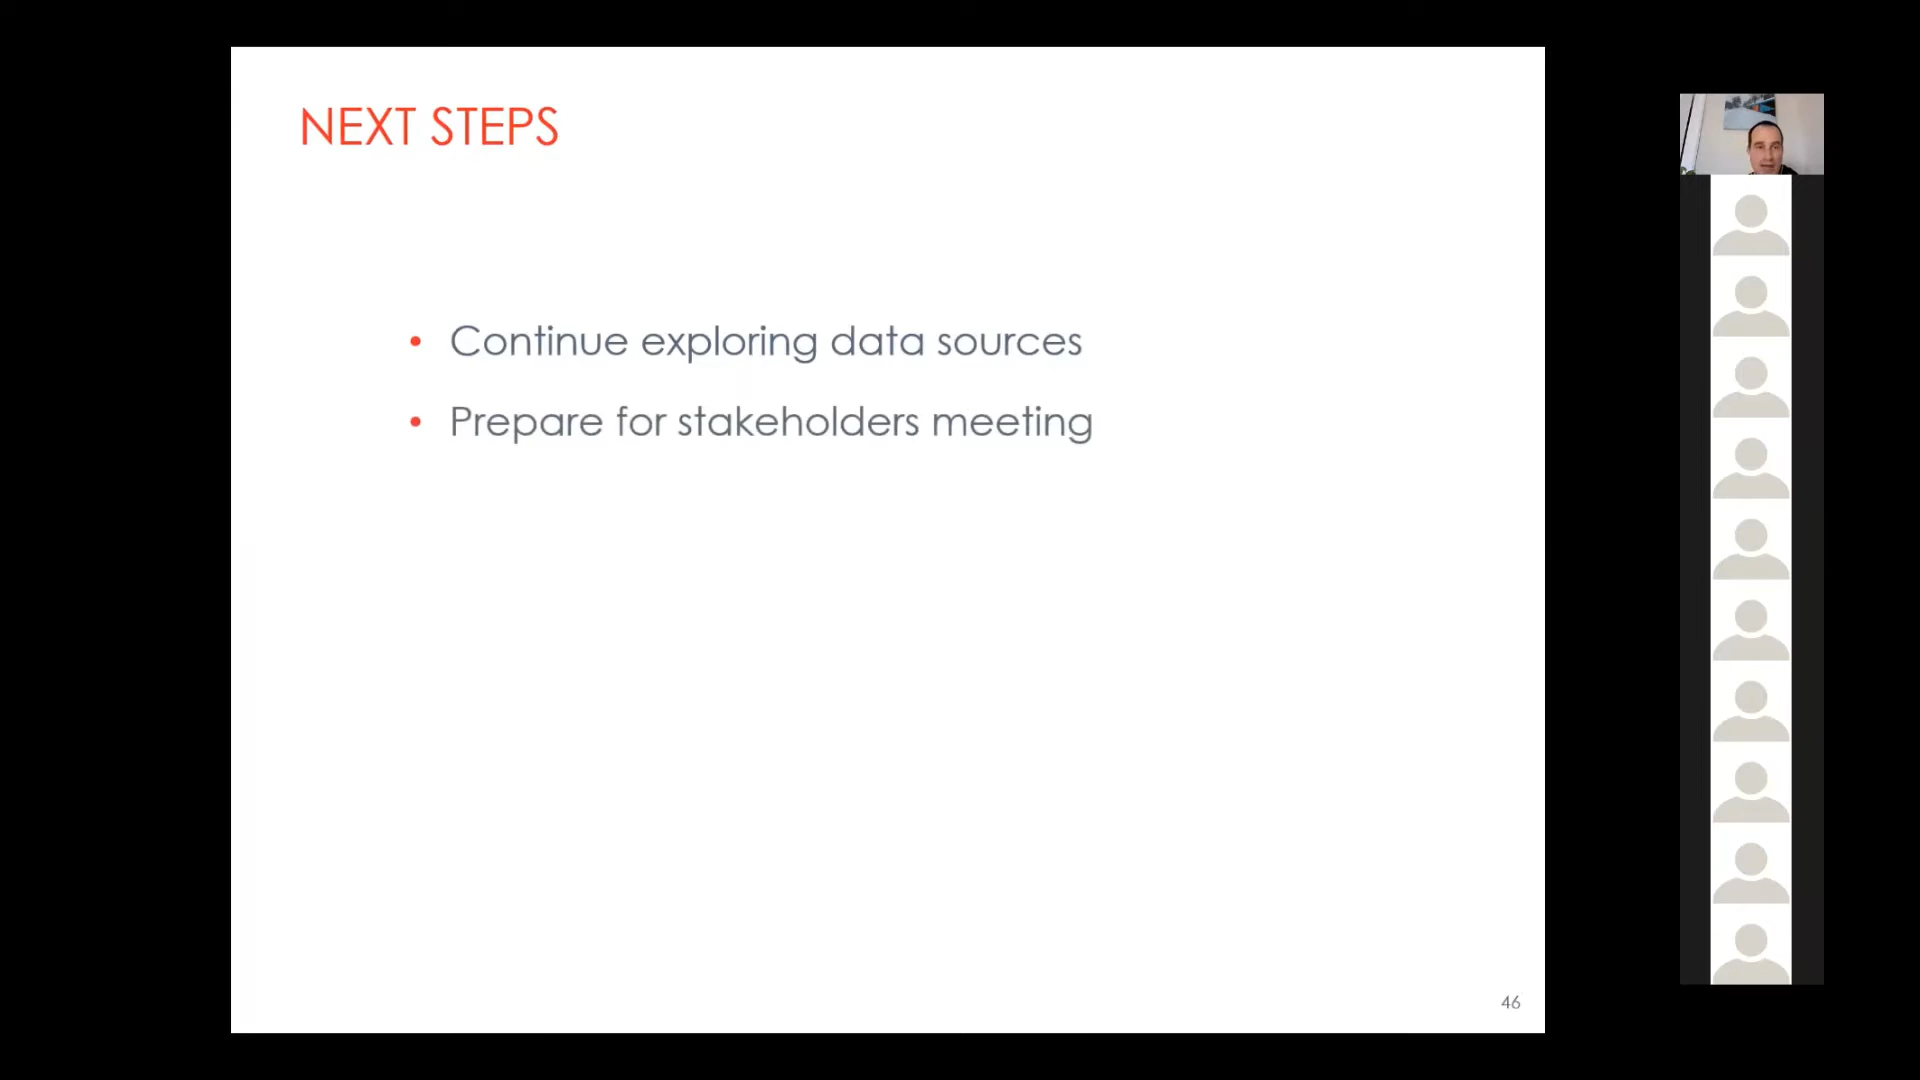 NEXT STEPS
• Continue exploring data sources
• Prepare for stakeholders meeting
46